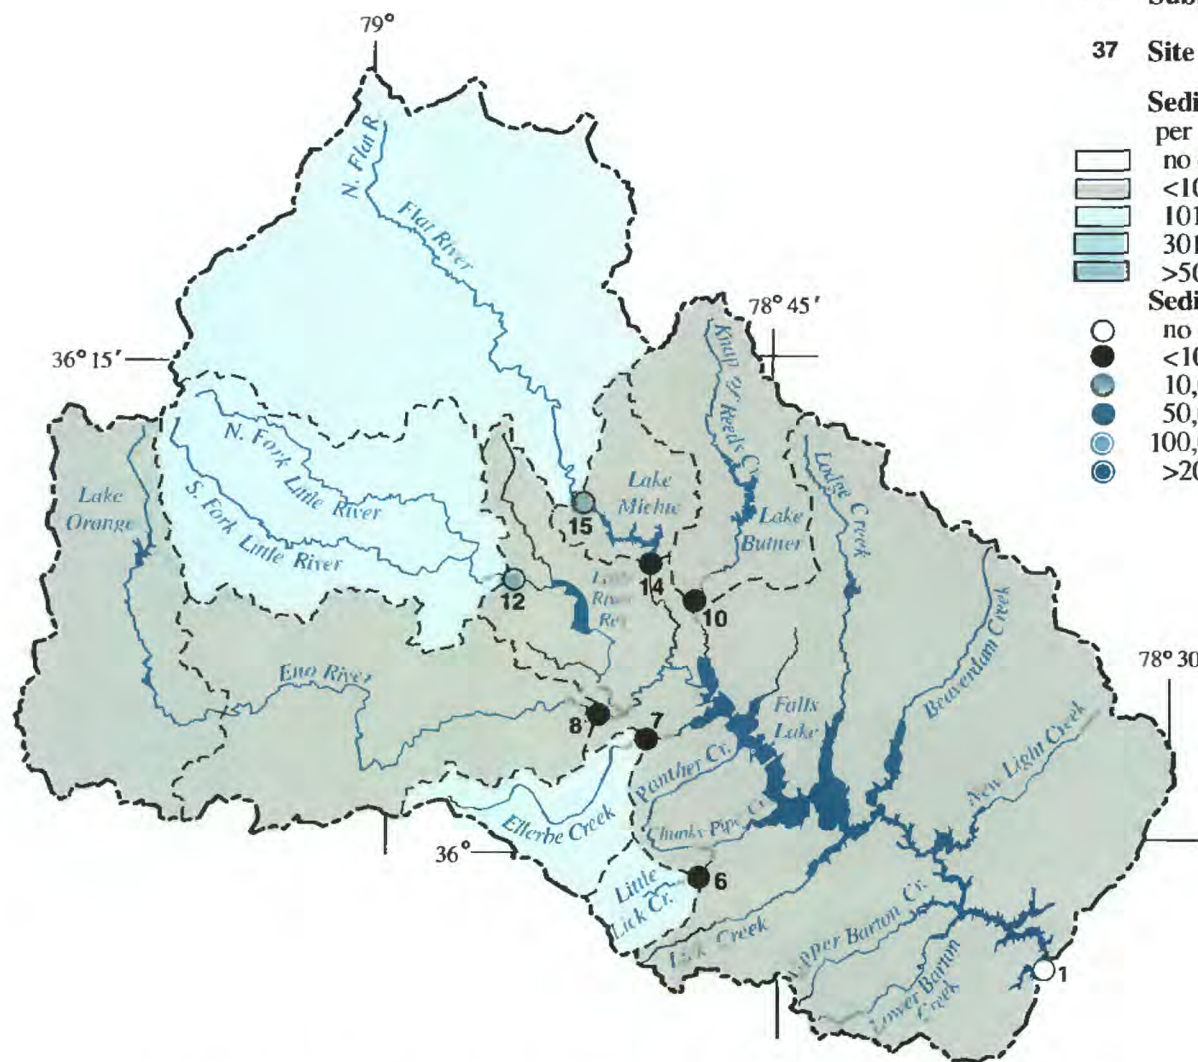 79°
37 Site
Sedi
per
no
<10
101
301
>50
Sedi
no
<10
10,
50,
100,
>20
N. Flat R.
Flat River
78° 45′
36° 15′
Knap of Reeds Cr.
N. Fork Little River
S. Fork Little River
Lake
Orange
Lake
Michie
Lodge Creek
Lake
Butner
15
14
12
10
Little
River
Res
78° 30
Beaverdam Creek
Eno River
8
7
Falls
Lake
New Light Creek
Panther Cr.
Chunky Pipe Cr.
Ellerbe Creek
36°
Little
Lick Cr.
6
Lick Creek
Upper Barton Cr.
Lower Barton
Creek
1